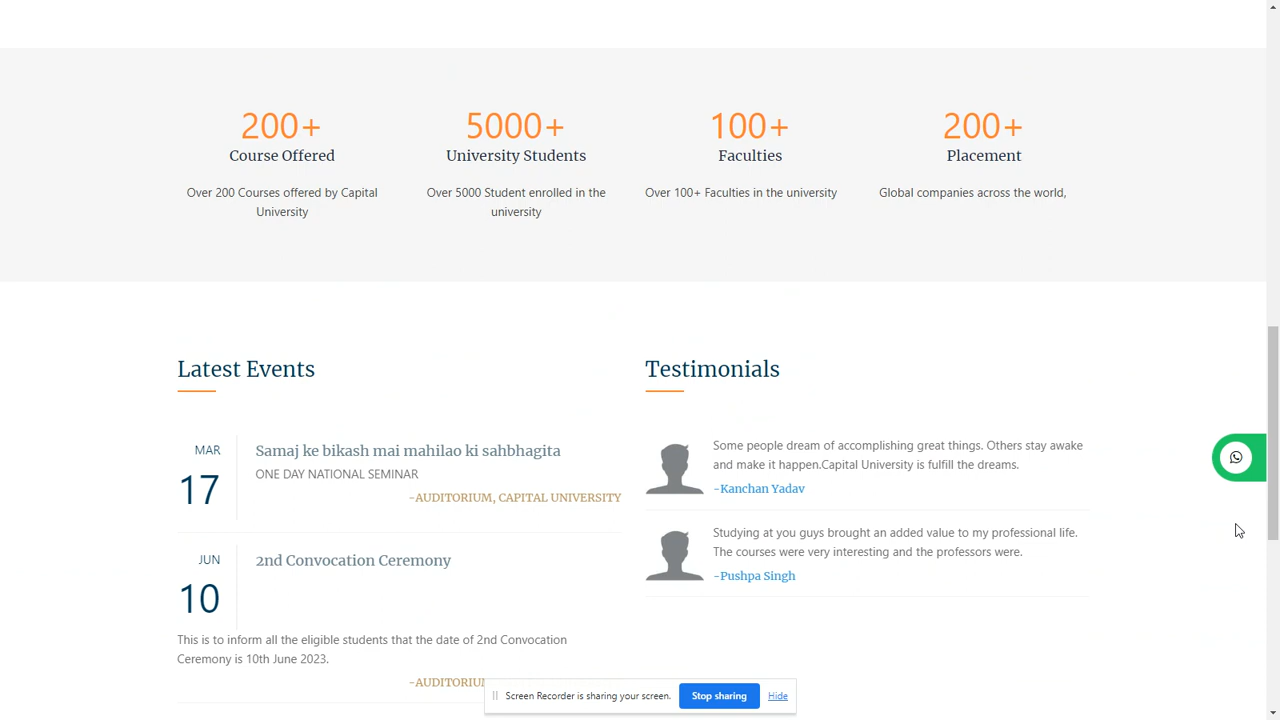 200+
Course Offered
Over 200 Courses offered by Capital
University
5000+
University Students
Over 5000 Student enrolled in the
university
100+
Faculties
Over 100+ Faculties in the university
200+
Placement
Global companies across the world,
Latest Events
MAR
17
Samaj ke bikash mai mahilao ki sahbhagita
ONE DAY NATIONAL SEMINAR
-AUDITORIUM, CAPITAL UNIVERSITY
JUN
10
2nd Convocation Ceremony
This is to inform all the eligible students that the date of 2nd Convocation
Ceremony is 10th June 2023.
Testimonials
Some people dream of accomplishing great things. Others stay awake
and make it happen.Capital University is fulfill the dreams.
-Kanchan Yadav
Studying at you guys brought an added value to my professional life.
The courses were very interesting and the professors were.
-Pushpa Singh
Screen Recorder is sharing your screen.
Stop sharing
Hide